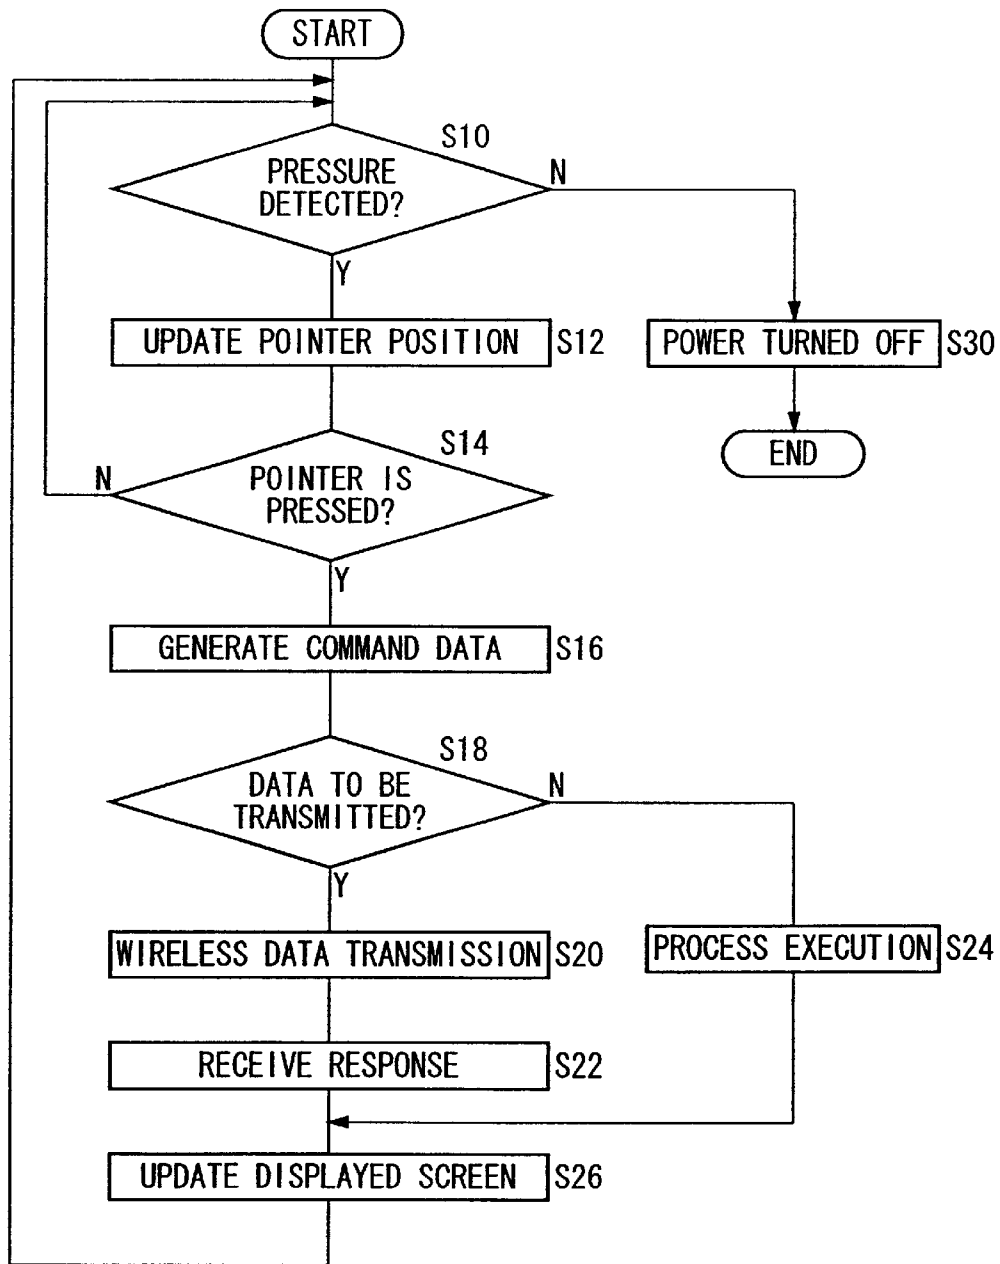 START
S10
PRESSURE
DETECTED?
N
Y
UPDATE POINTER POSITION
S12
POWER TURNED OFF
S30
S14
N
POINTER IS
PRESSED?
END
Y
GENERATE COMMAND DATA
S16
S18
DATA TO BE
TRANSMITTED?
N
Y
WIRELESS DATA TRANSMISSION
S20
PROCESS EXECUTION
S24
RECEIVE RESPONSE
S22
UPDATE DISPLAYED SCREEN
S26